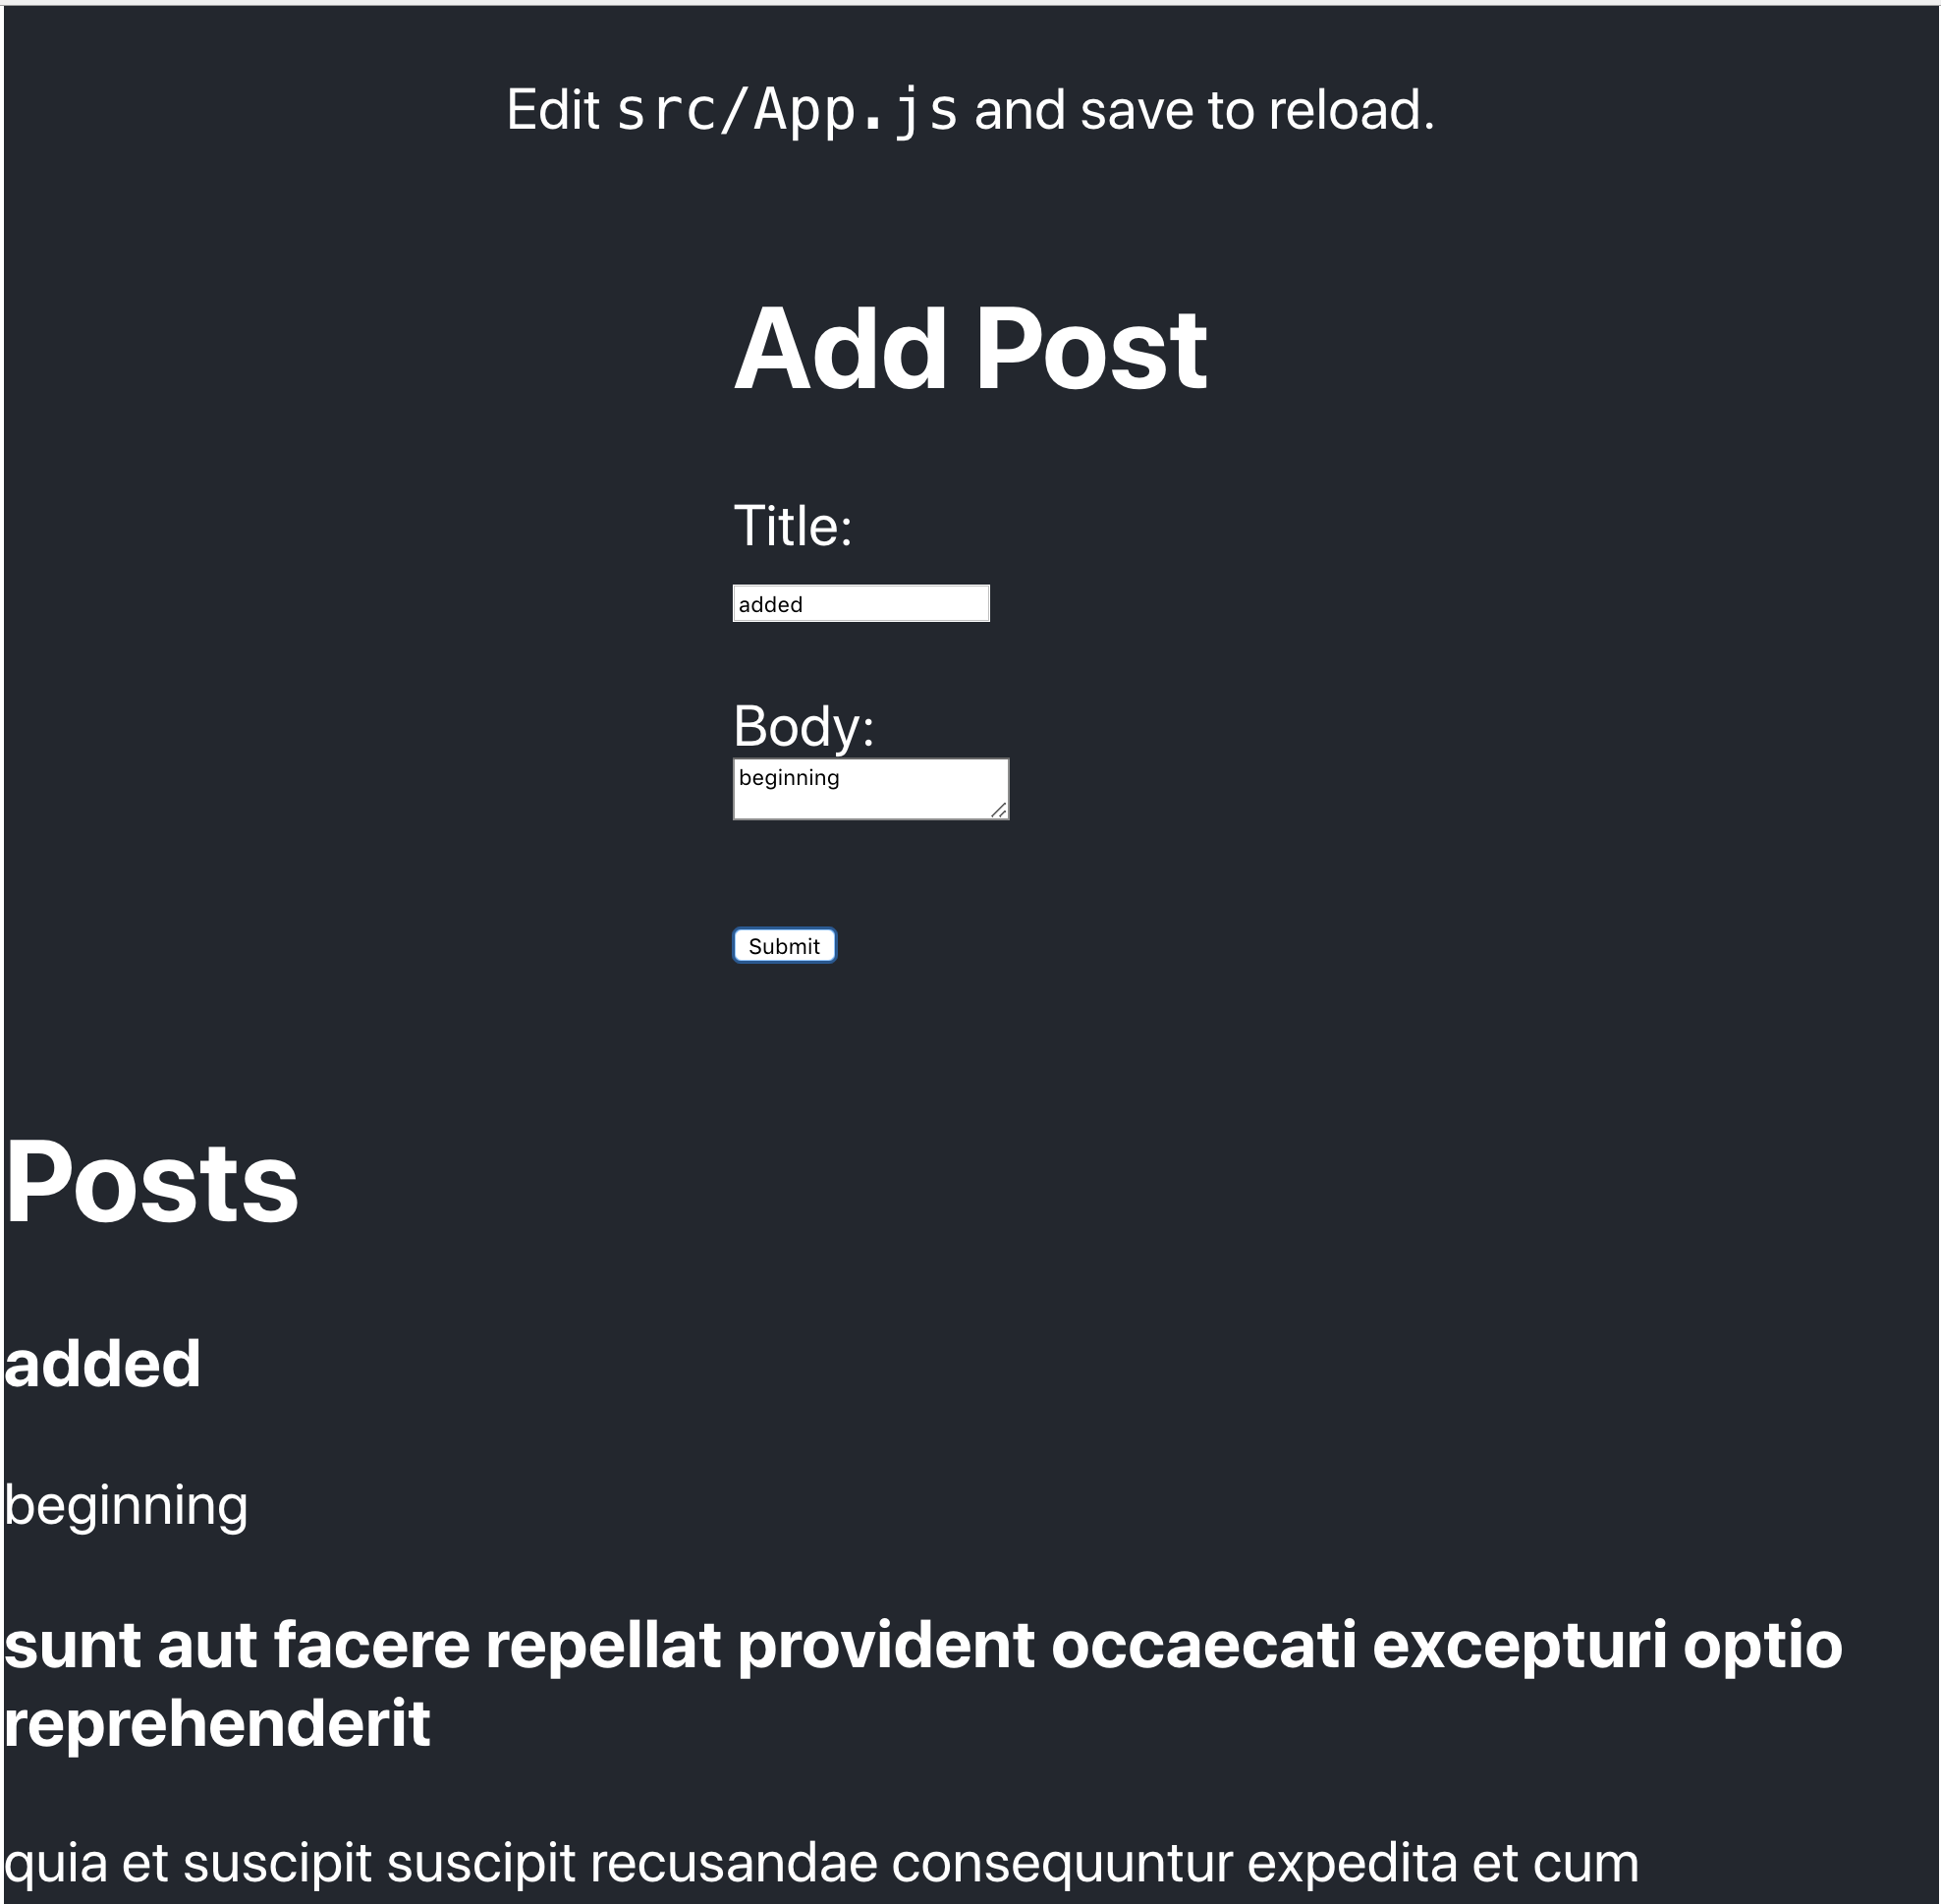 Edit src/App.js and save to reload.
Add Post
Title:
added
Body:
beginning
Submit
Posts
added
beginning
sunt aut facere repellat provident occaecati excepturi optio
reprehenderit
quia et suscipit suscipit recusandae consequuntur expedita et cum